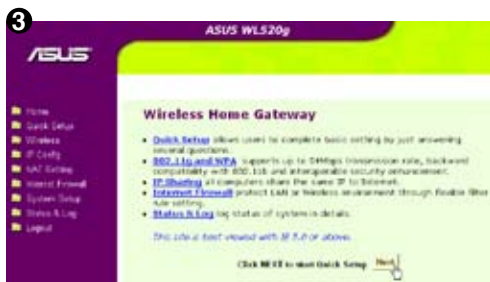 3
ASUS WL520g
ASUS
Home
Quick Setup
Wireless
IP Config
NAT Setting
Internet Firewall
System Setup
Status & Log
Logout
Wireless Home Gateway
• Quick Setup allows users to complete basic setting by just answering
several questions.
• 802.11g and WPA supports up to 54Mbps transmission rate, backward
compatibility with 802.11b and interoperable security enhancement.
• IP Sharing all computers share the same IP to Internet.
• Internet Firewall protect LAN or Wireless environment through flexible filter
rule setting.
• Status & Log log status of system in details.
This site is best viewed with IE 5.0 or above.
Click NEXT to start Quick Setup Next